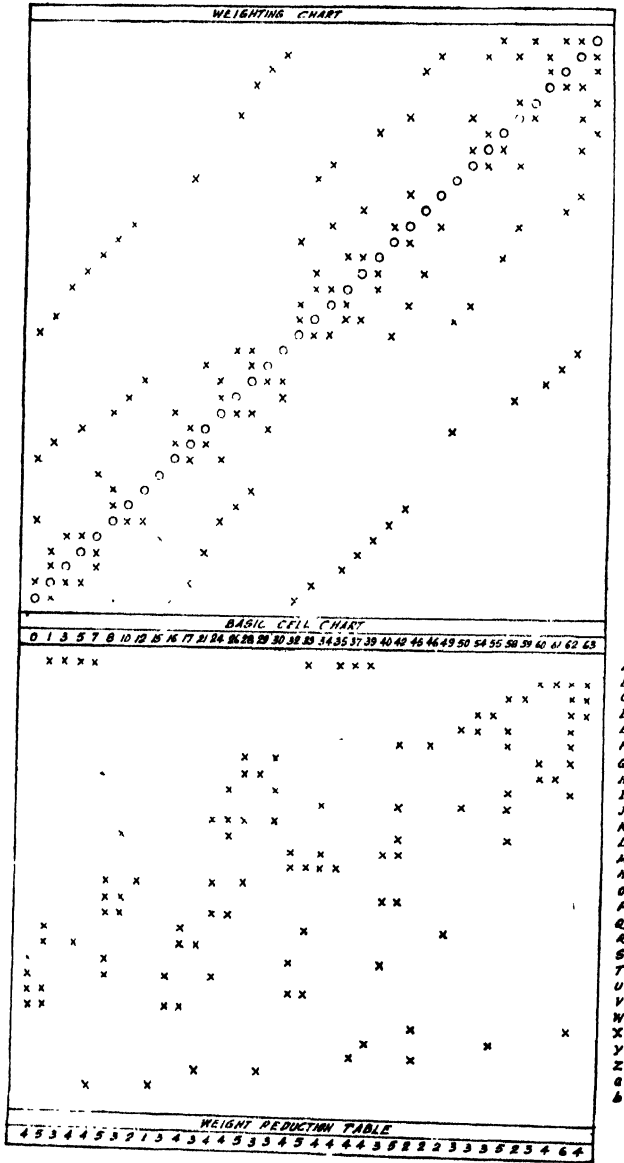 WEIGHTING CHART
BASIC CELL CHART
0 1 3 5 7 8 10 12 15 16 17 21 24 26 28 29 30 32 33 34 35 37 39 40 42 45 46 49 50 54 55 58 59 60 61 62 63
C
F
G
H
I
J
K
L
M
N
O
P
Q
R
S
T
U
V
W
X
Y
Z
a
b
WEIGHT REDUCTION TABLE
4 5 3 4 4 5 3 2 1 3 4 3 4 4 5 3 3 4 5 4 4 4 4 3 5 2 2 2 3 3 3 5 2 3 4 6 4